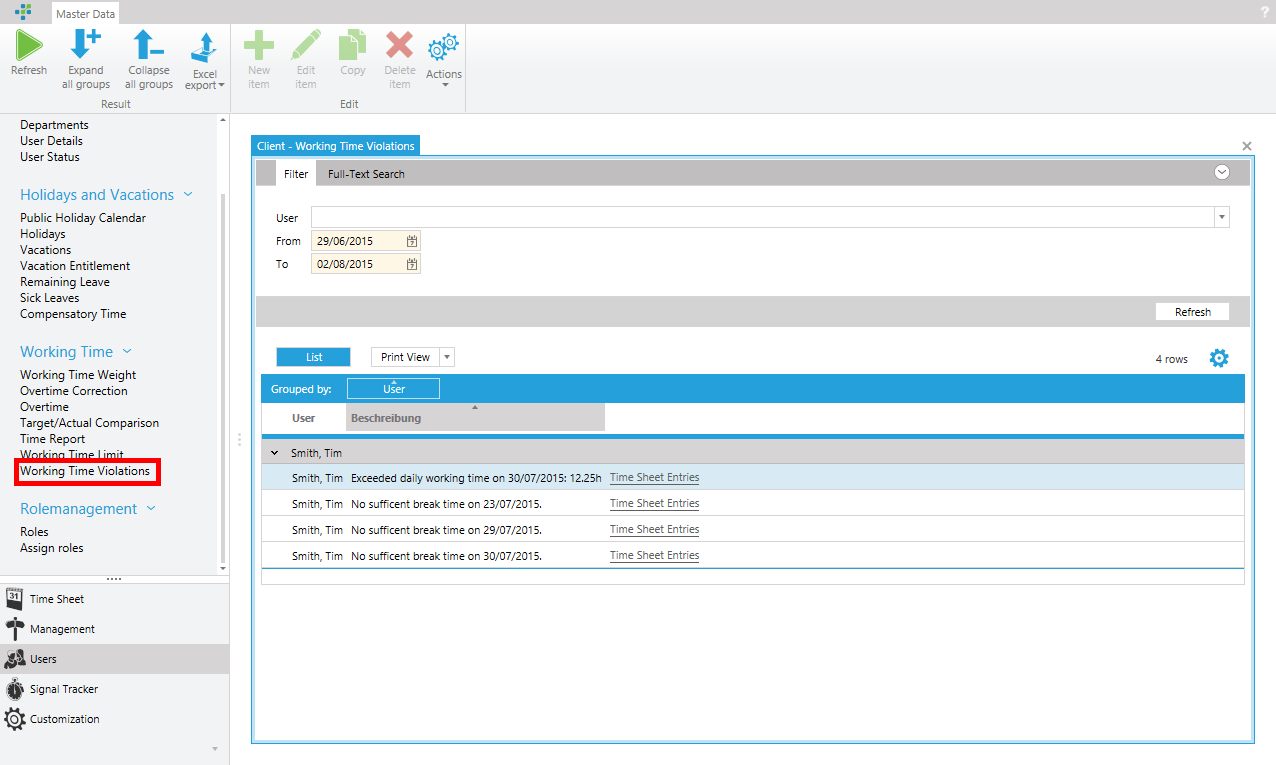 Master Data
?
Refresh
Expand
all groups
Collapse
all groups
Excel
export
Result
New
item
Edit
item
Copy
Delete
item
Actions
Edit
Departments
User Details
User Status
Holidays and Vacations
Public Holiday Calendar
Holidays
Vacations
Vacation Entitlement
Remaining Leave
Sick Leaves
Compensatory Time
Working Time
Working Time Weight
Overtime Correction
Overtime
Target/Actual Comparison
Time Report
Working Time Limit
Working Time Violations
Rolemanagement
Roles
Assign roles
31
Time Sheet
Management
Users
Signal Tracker
Customization
Client - Working Time Violations
Filter
Full-Text Search
User
From
29/06/2015
To
02/08/2015
Refresh
List
Print View
4 rows
Grouped by:
User
User
Beschreibung
Smith, Tim
Smith, Tim Exceeded daily working time on 30/07/2015: 12.25h Time Sheet Entries
Smith, Tim No sufficent break time on 23/07/2015. Time Sheet Entries
Smith, Tim No sufficent break time on 29/07/2015. Time Sheet Entries
Smith, Tim No sufficent break time on 30/07/2015. Time Sheet Entries